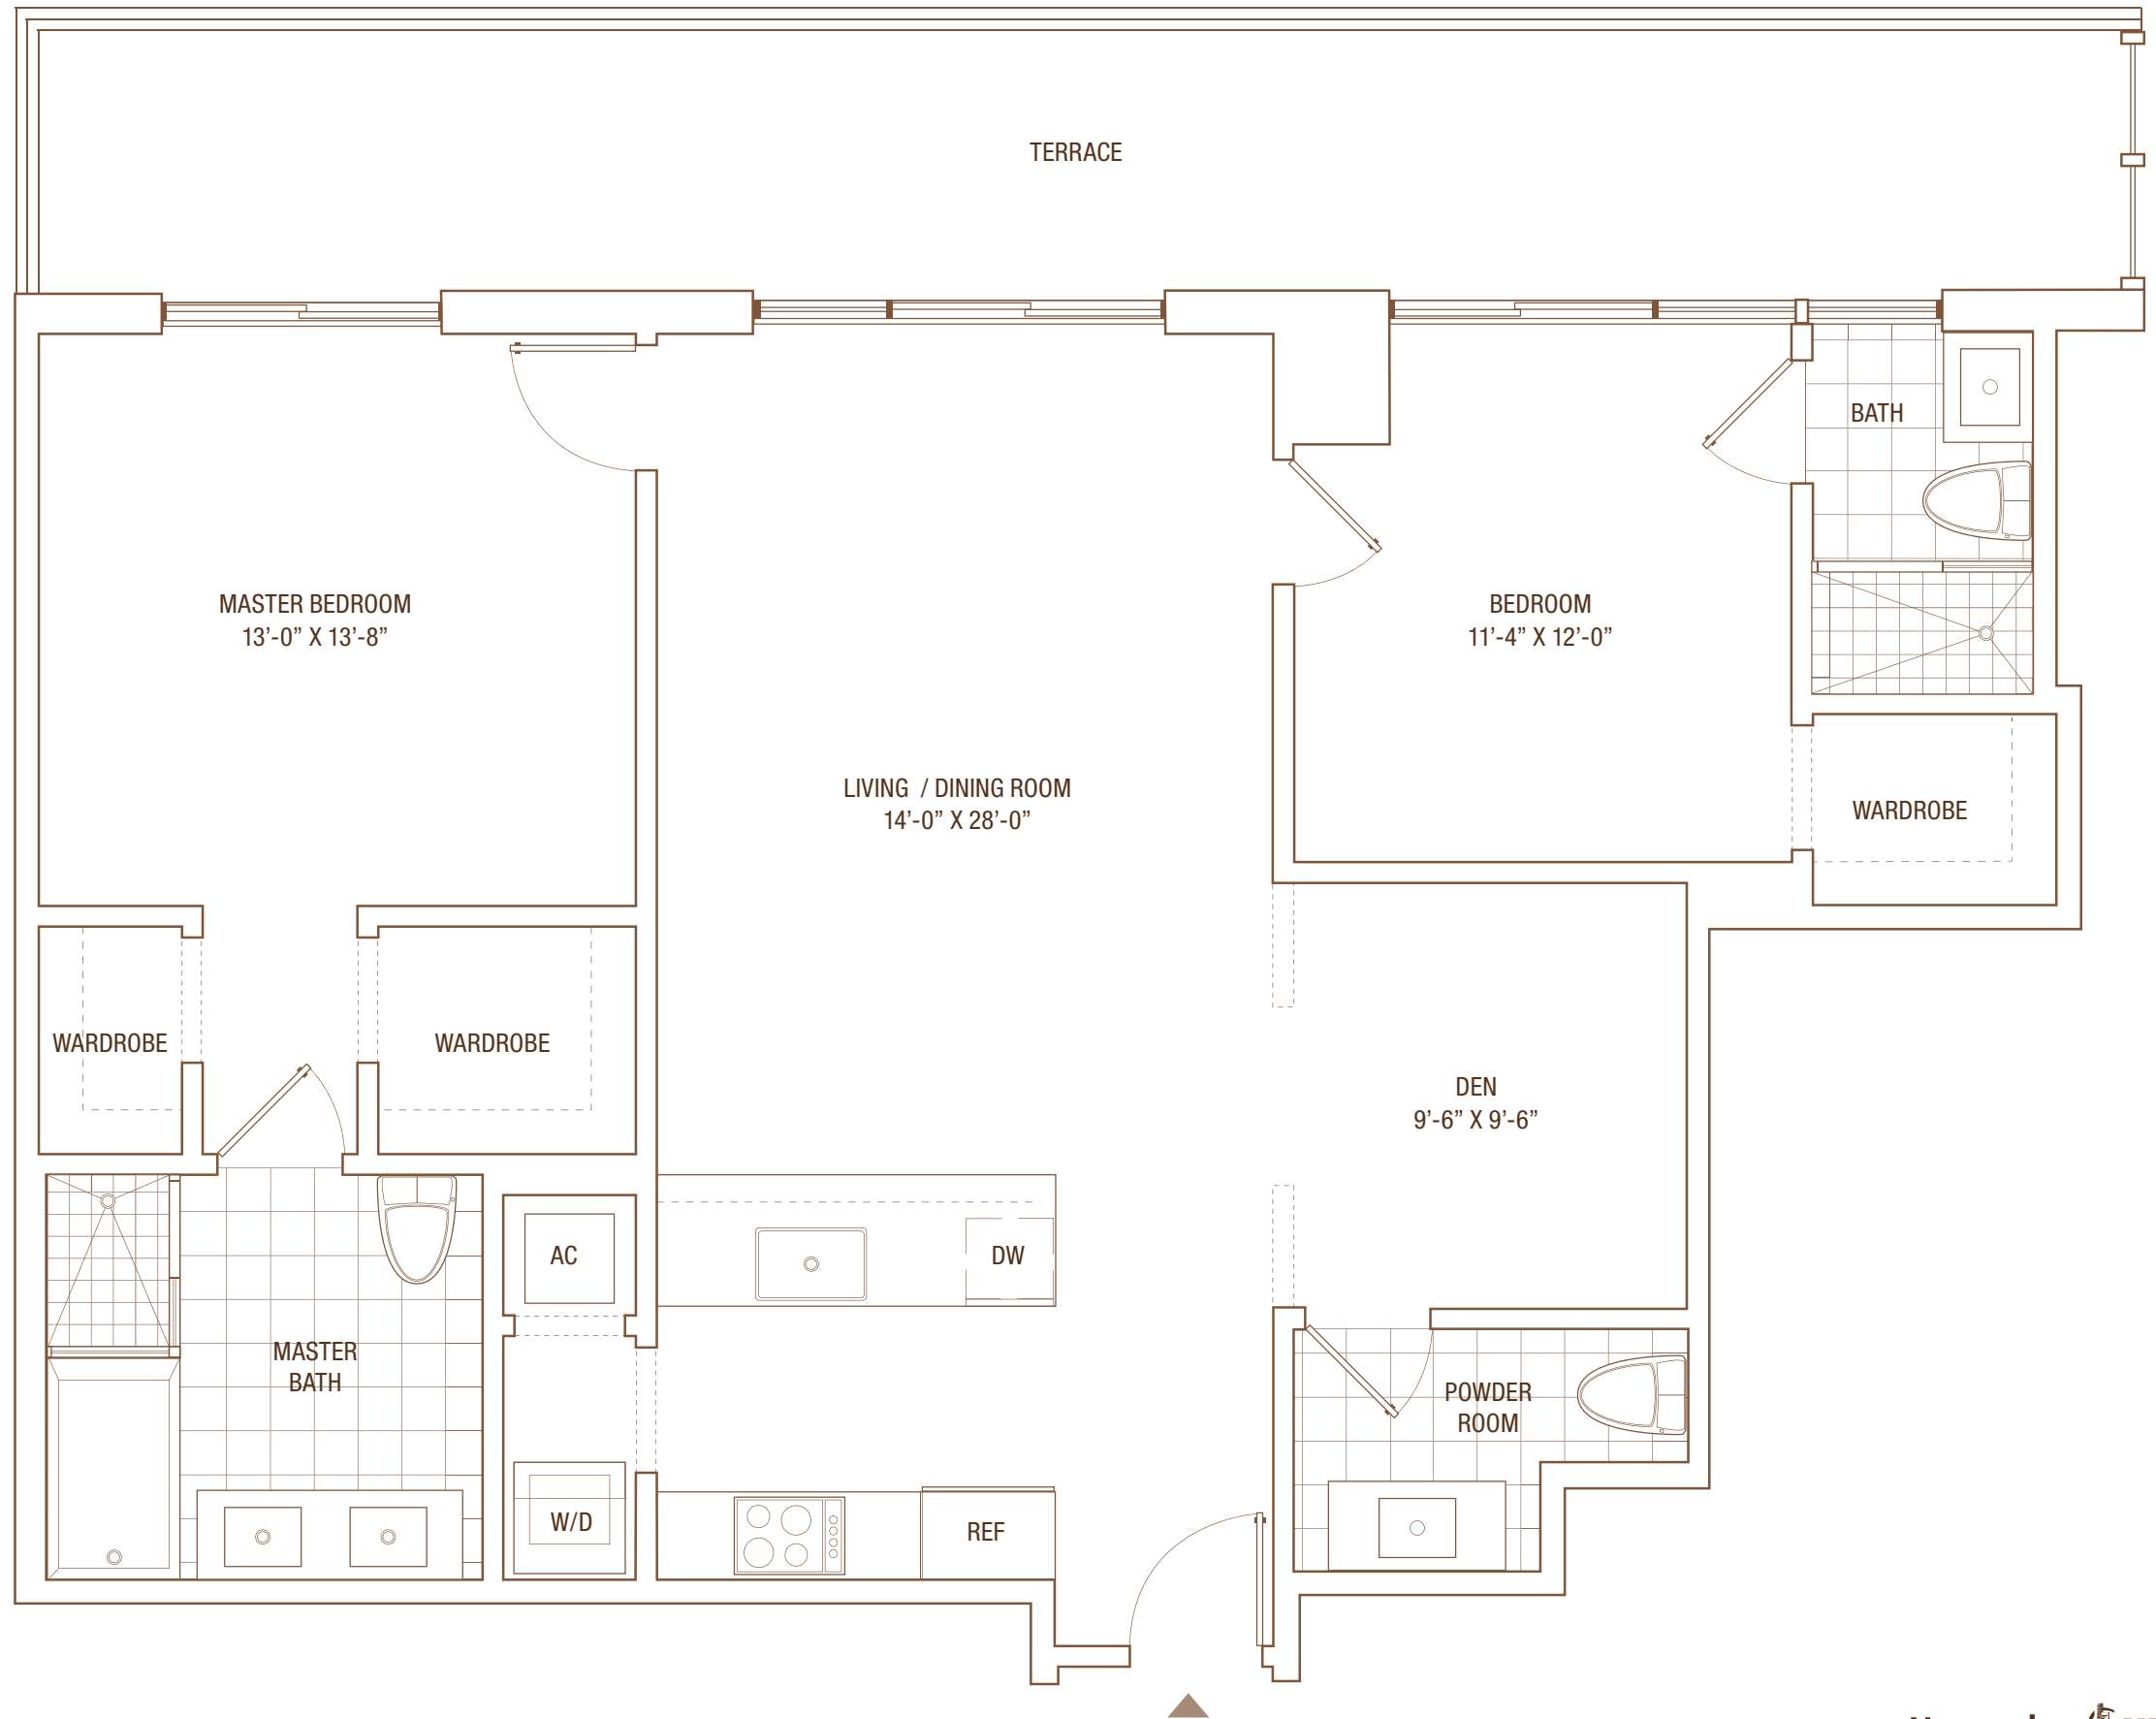 TERRACE
BATH
MASTER BEDROOM
13’-0” X 13’-8”
BEDROOM
11’-4” X 12’-0”
LIVING / DINING ROOM
14’-0” X 28’-0”
WARDROBE
WARDROBE
WARDROBE
DEN
9’-6” X 9’-6”
AC
DW
MASTER
BATH
POWDER
ROOM
W/D
REF